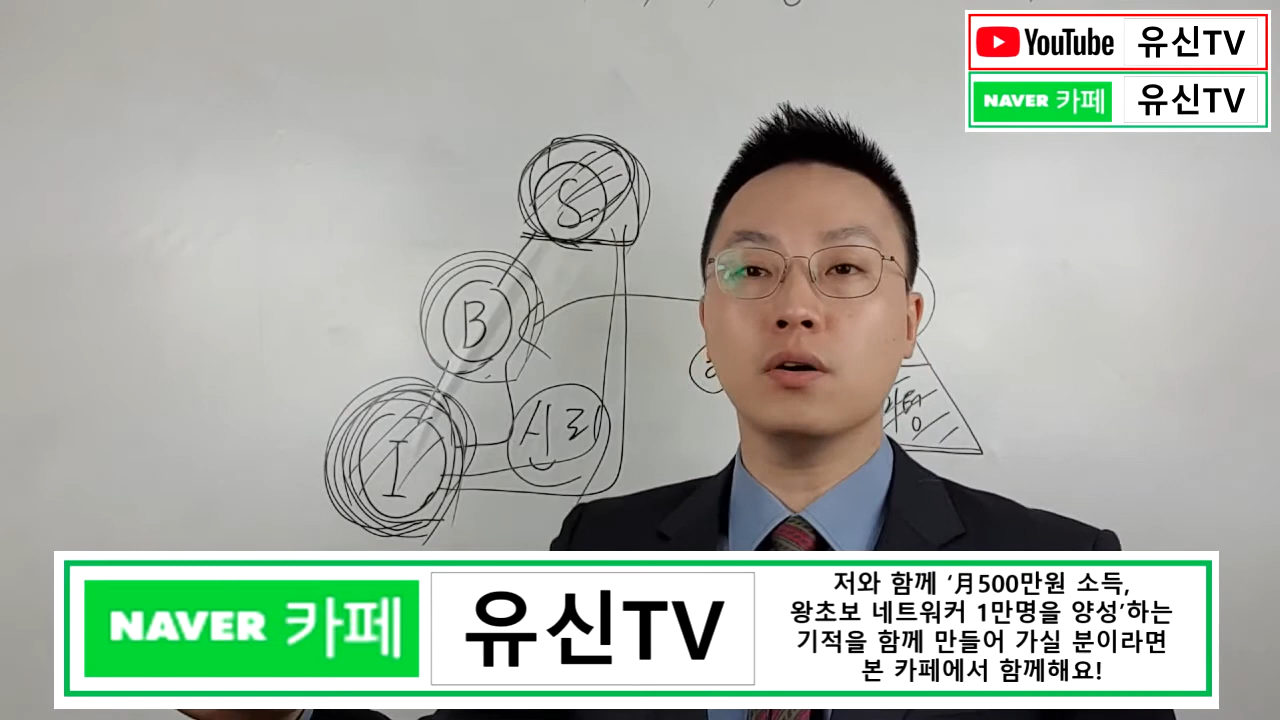 YouTube 유신TV
NAVER 카페 유신TV
S.
B
I
신뢰
NAVER 카페
유신TV
저와 함께 ‘月500만원 소득,
왕초보 네트워커 1만명을 양성’하는
기적을 함께 만들어 가실 분이라면
본 카페에서 함께해요!